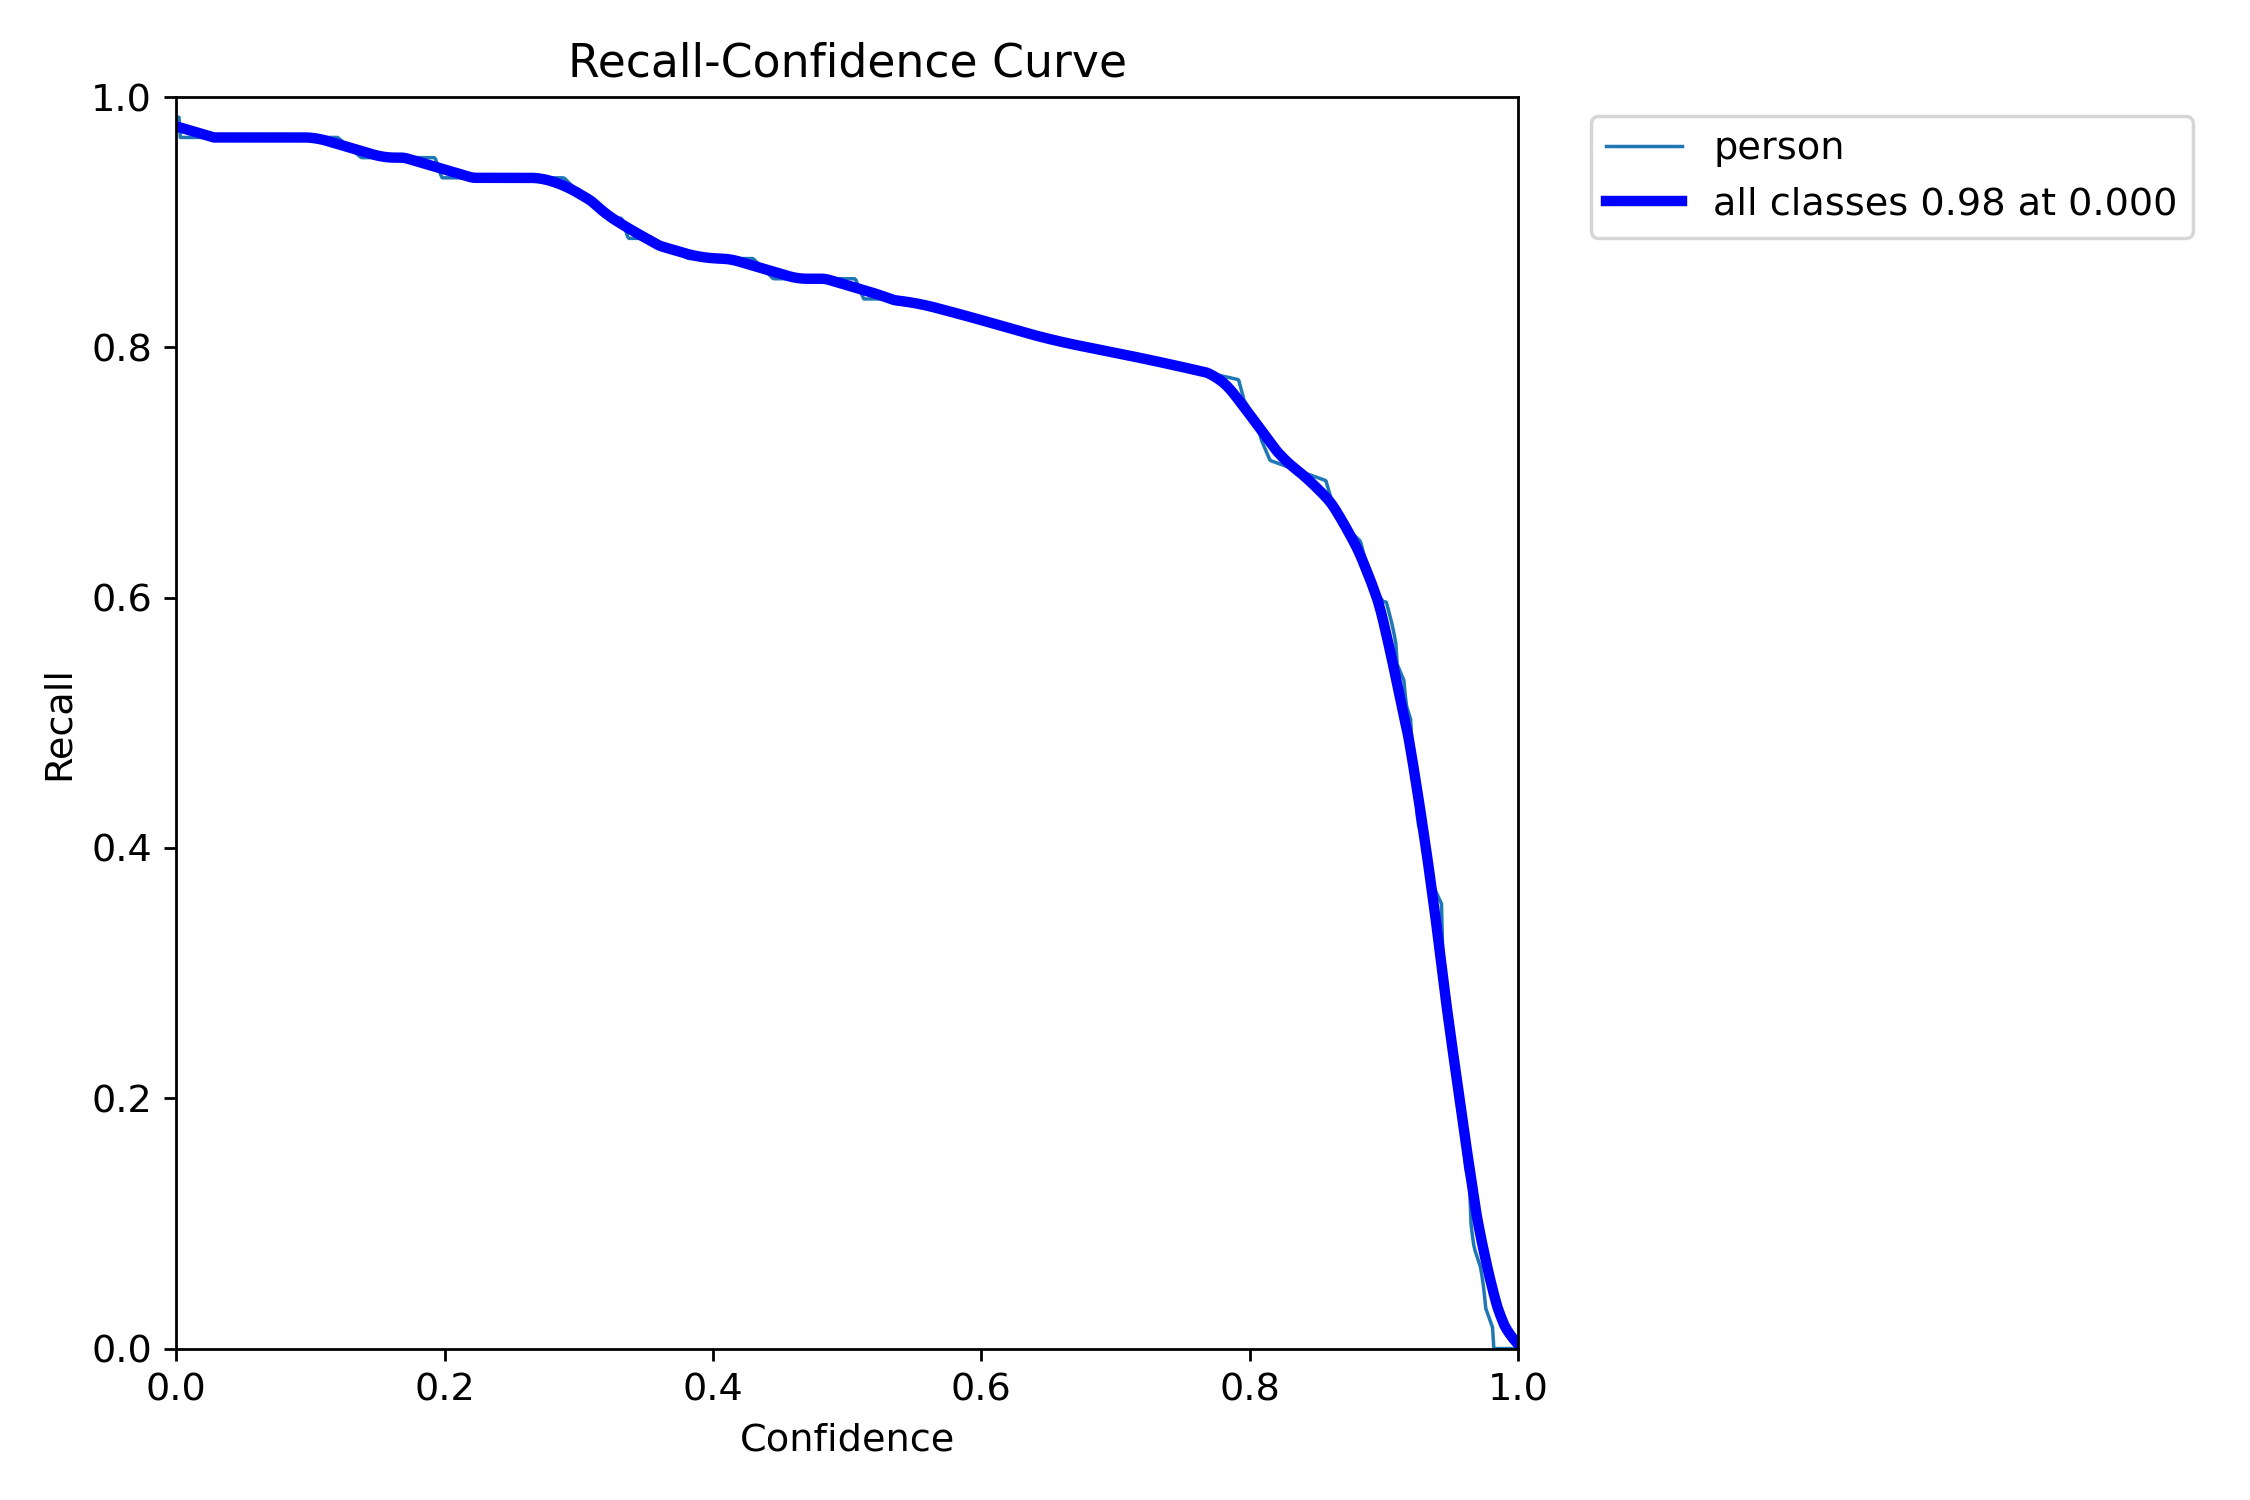 Recall-Confidence Curve
1.0
0.8
0.6
0.4
0.2
0.0
Recall
0.0 0.2 0.4 0.6 0.8 1.0
Confidence
person
all classes 0.98 at 0.000